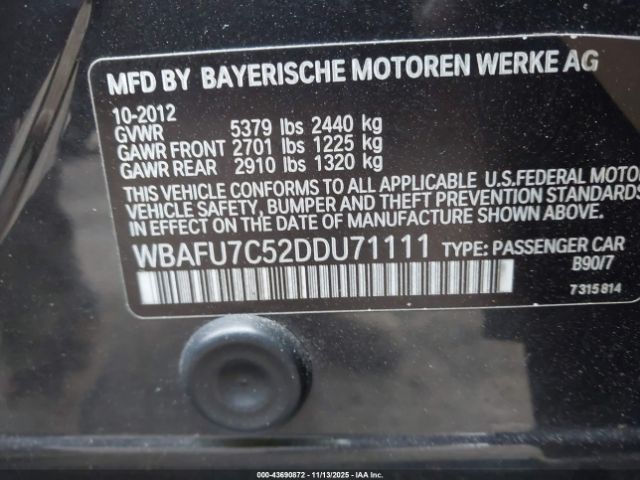 MFD BY BAYERISCHE MOTOREN WERKE AG
10-2012
GVWR 5379 lbs 2440 kg
GAWR FRONT 2701 lbs 1225 kg
GAWR REAR 2910 lbs 1320 kg
THIS VEHICLE CONFORMS TO ALL APPLICABLE U.S.FEDERAL MOTO
VEHICLE SAFETY, BUMPER AND THEFT PREVENTION STANDARDS
IN EFFECT ON THE DATE OF MANUFACTURE SHOWN ABOVE.
WBAFU7C52DDU71111 TYPE: PASSENGER CAR
B90/7
7315814
000-43690872 - 11/13/2025 - IAAI.com